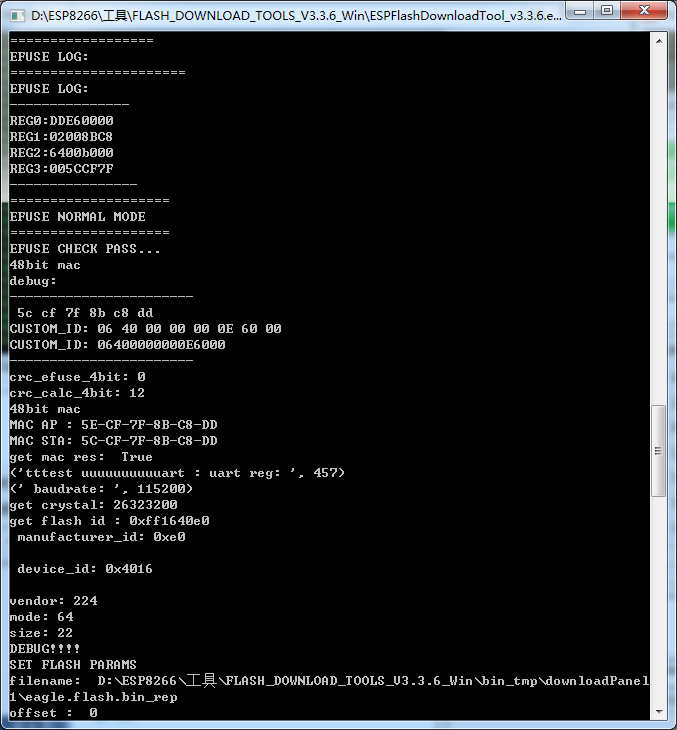 D:\ESP8266\工具\FLASH_DOWNLOAD_TOOLS_V3.3.6_Win\ESPFlashDownloadTool_v3.3.6.e...
==================
EFUSE LOG:
======================
EFUSE LOG:
---------------
REG0:DDE60000
REG1:02008BC8
REG2:6400b000
REG3:005CCF7F
----------------
====================
EFUSE NORMAL MODE
====================
EFUSE CHECK PASS...
48bit mac
debug:
-----------------------
5c cf 7f 8b c8 dd
CUSTOM_ID: 06 40 00 00 00 0E 60 00
CUSTOM_ID: 06400000000E6000
-----------------------
crc_efuse_4bit: 0
crc_calc_4bit: 12
48bit mac
MAC AP : 5E-CF-7F-8B-C8-DD
MAC STA: 5C-CF-7F-8B-C8-DD
get mac res:  True
('tttest uuuuuuuuuuart : uart reg: ', 457)
(' baudrate: ', 115200)
get crystal: 26323200
get flash id : 0xff1640e0
manufacturer_id: 0xe0
device_id: 0x4016
vendor: 224
mode: 64
size: 22
DEBUG!!!!
SET FLASH PARAMS
filename:  D:\ESP8266\工具\FLASH_DOWNLOAD_TOOLS_V3.3.6_Win\bin_tmp\downloadPanel
1\eagle.flash.bin_rep
offset :  0